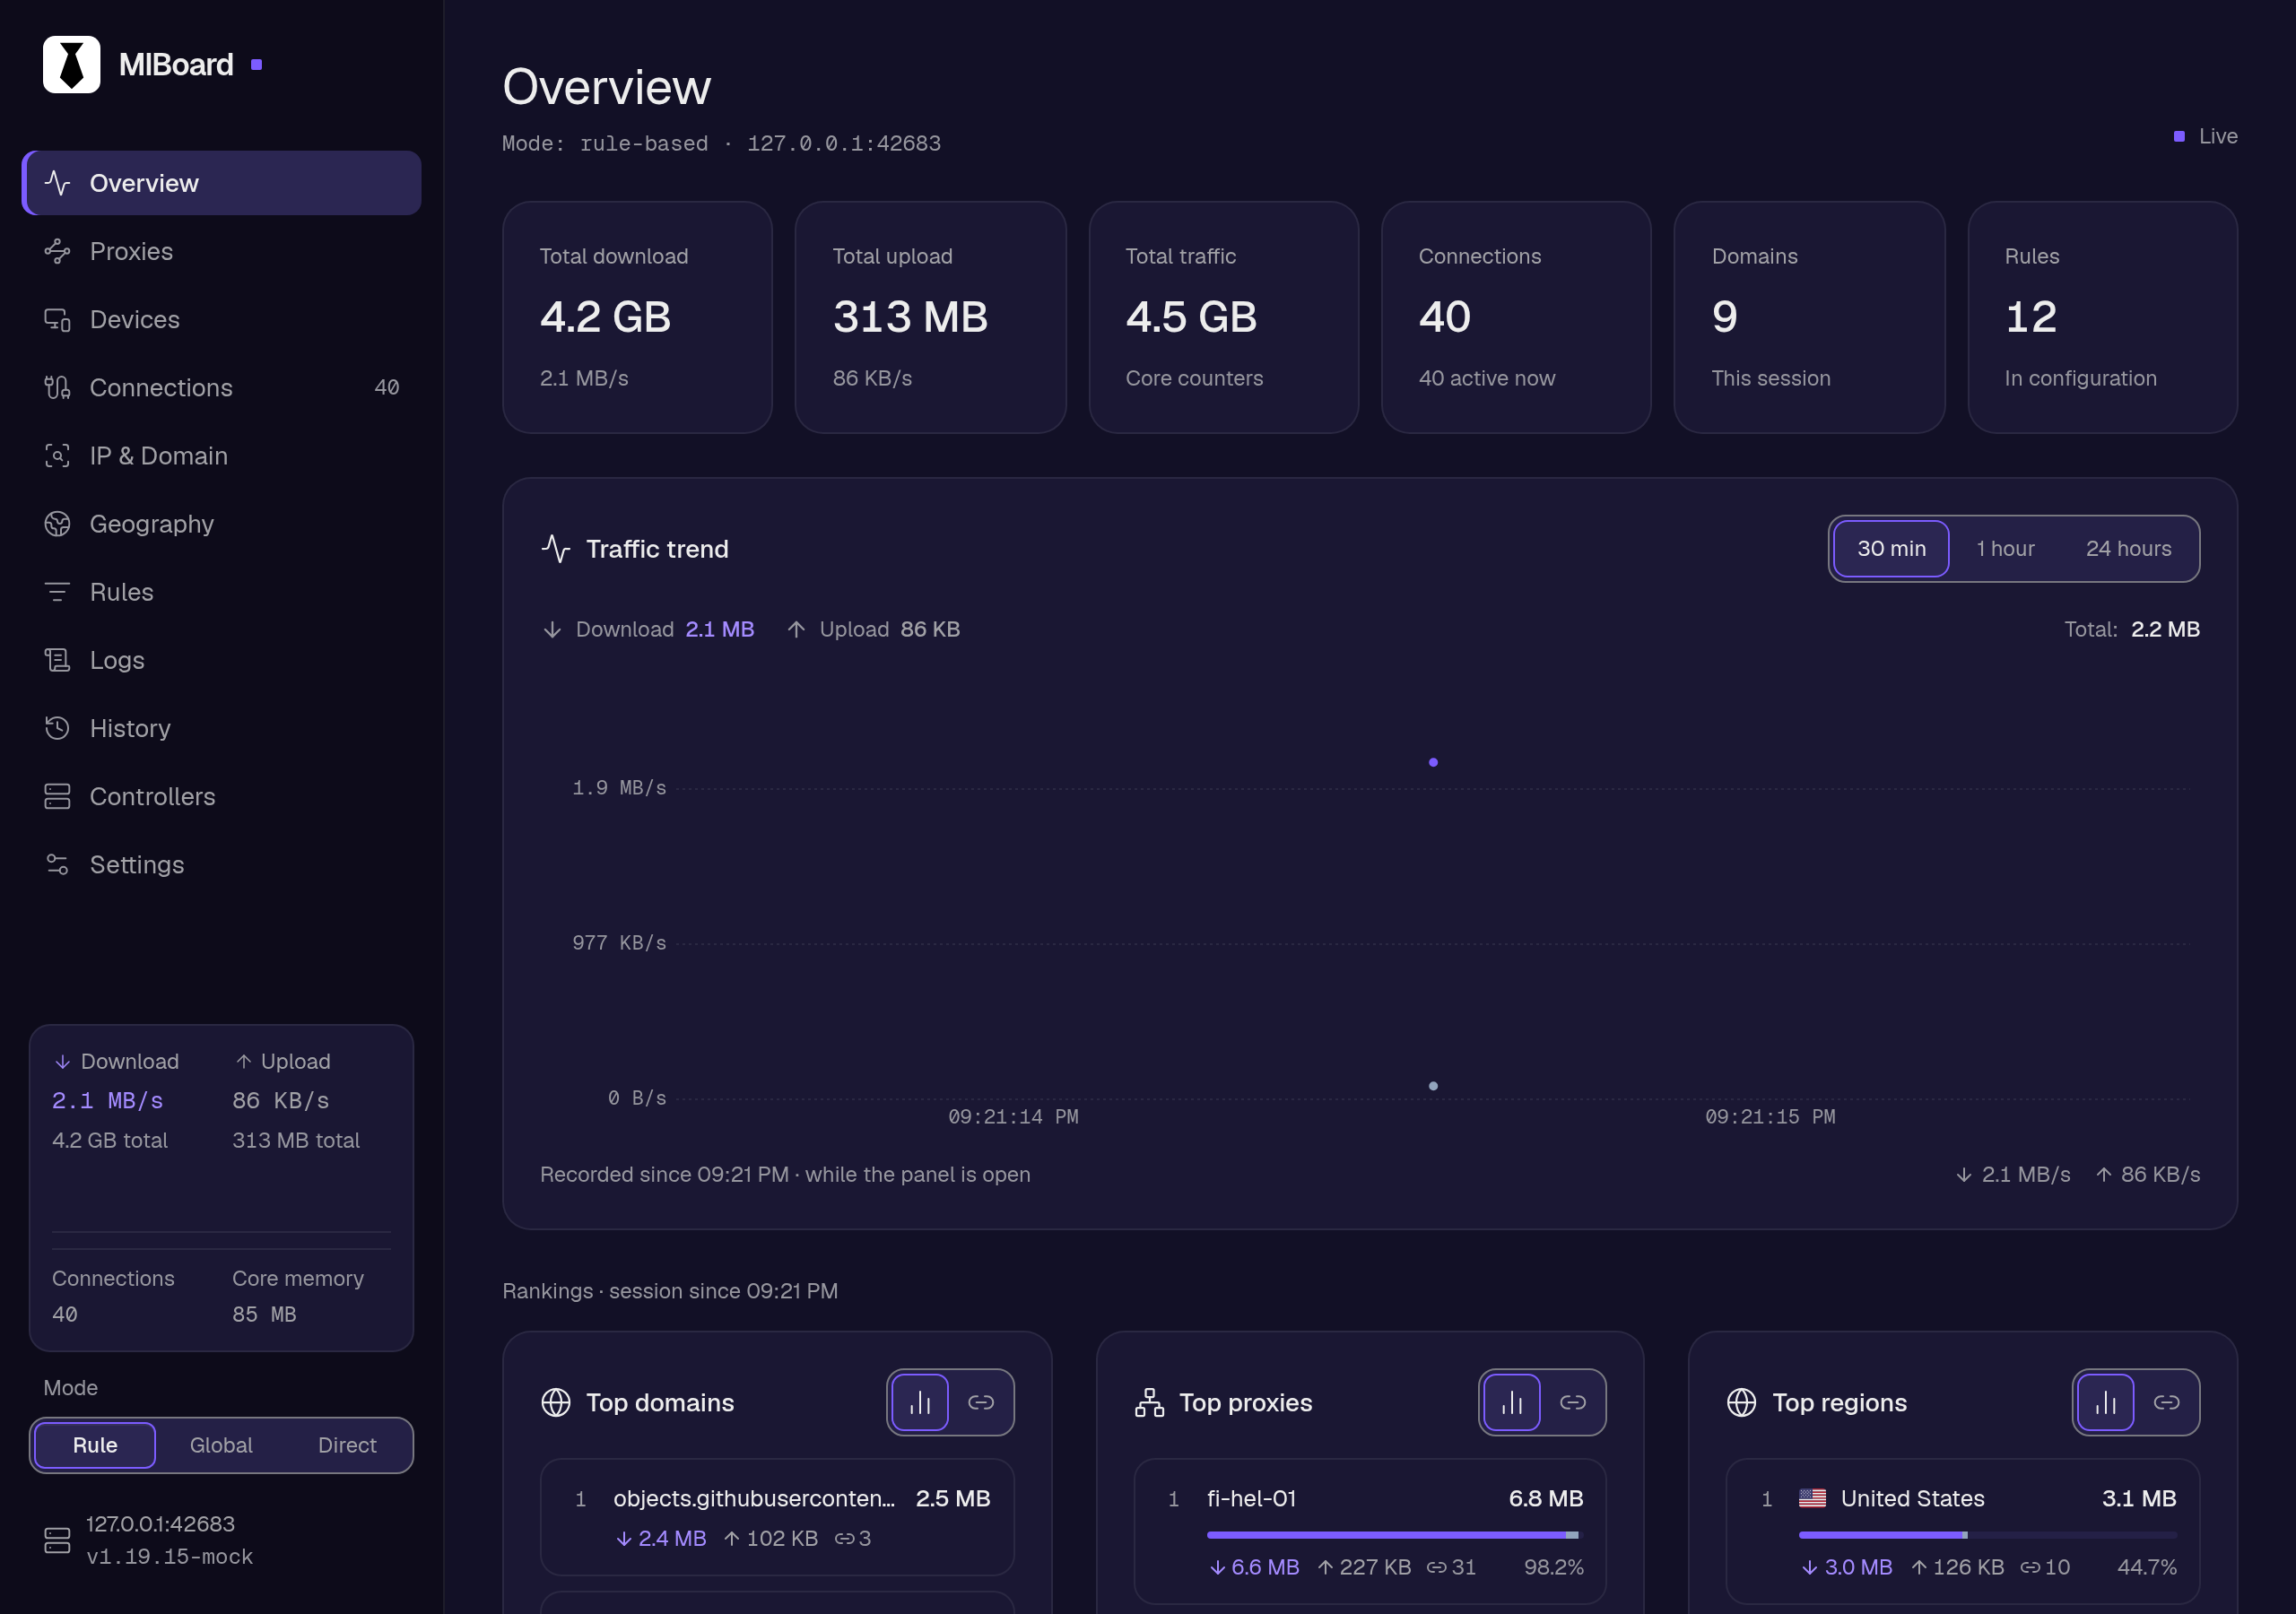 MIBoard
Overview
Proxies
Devices
Connections 40
IP & Domain
Geography
Rules
Logs
History
Controllers
Settings
Download Upload
2.1 MB/s 86 KB/s
4.2 GB total 313 MB total
Connections Core memory
40 85 MB
Mode
Rule Global Direct
127.0.0.1:42683
v1.19.15-mock
Overview
Mode: rule-based · 127.0.0.1:42683
Live
Total download
4.2 GB
2.1 MB/s
Total upload
313 MB
86 KB/s
Total traffic
4.5 GB
Core counters
Connections
40
40 active now
Domains
9
This session
Rules
12
In configuration
Traffic trend
30 min 1 hour 24 hours
Download 2.1 MB Upload 86 KB Total: 2.2 MB
1.9 MB/s
977 KB/s
0 B/s
09:21:14 PM 09:21:15 PM
Recorded since 09:21 PM · while the panel is open 2.1 MB/s 86 KB/s
Rankings · session since 09:21 PM
Top domains
1 objects.githubuserconten... 2.5 MB
2.4 MB 102 KB 3
Top proxies
1 fi-hel-01 6.8 MB
6.6 MB 227 KB 31 98.2%
Top regions
1 United States 3.1 MB
3.0 MB 126 KB 10 44.7%